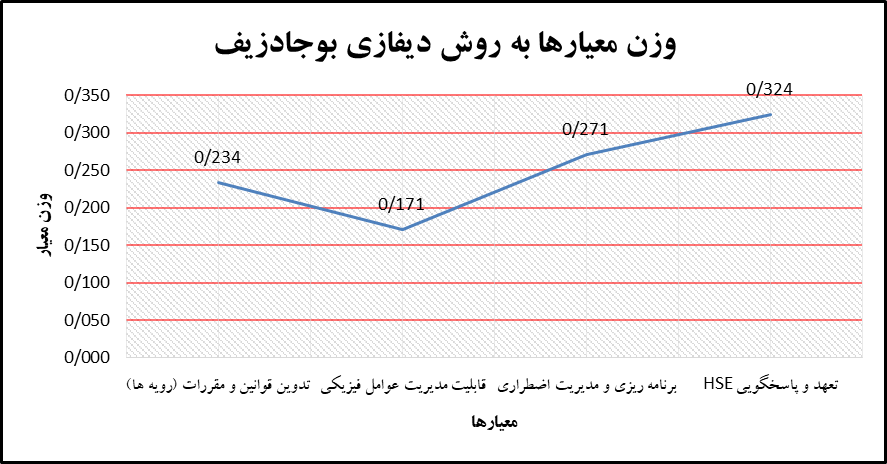 وزن معیارها به روش دیفازی بوجادزیف
0/350
0/300
0/250
0/200
0/150
0/100
0/050
0/000
وزن معیار
0/234
0/171
0/271
0/324
تدوین قوانین و مقررات (رویه ها)
قابلیت مدیریت عوامل فیزیکی
برنامه ریزی و مدیریت اضطراری
تعهد و پاسخگویی HSE
معیارها